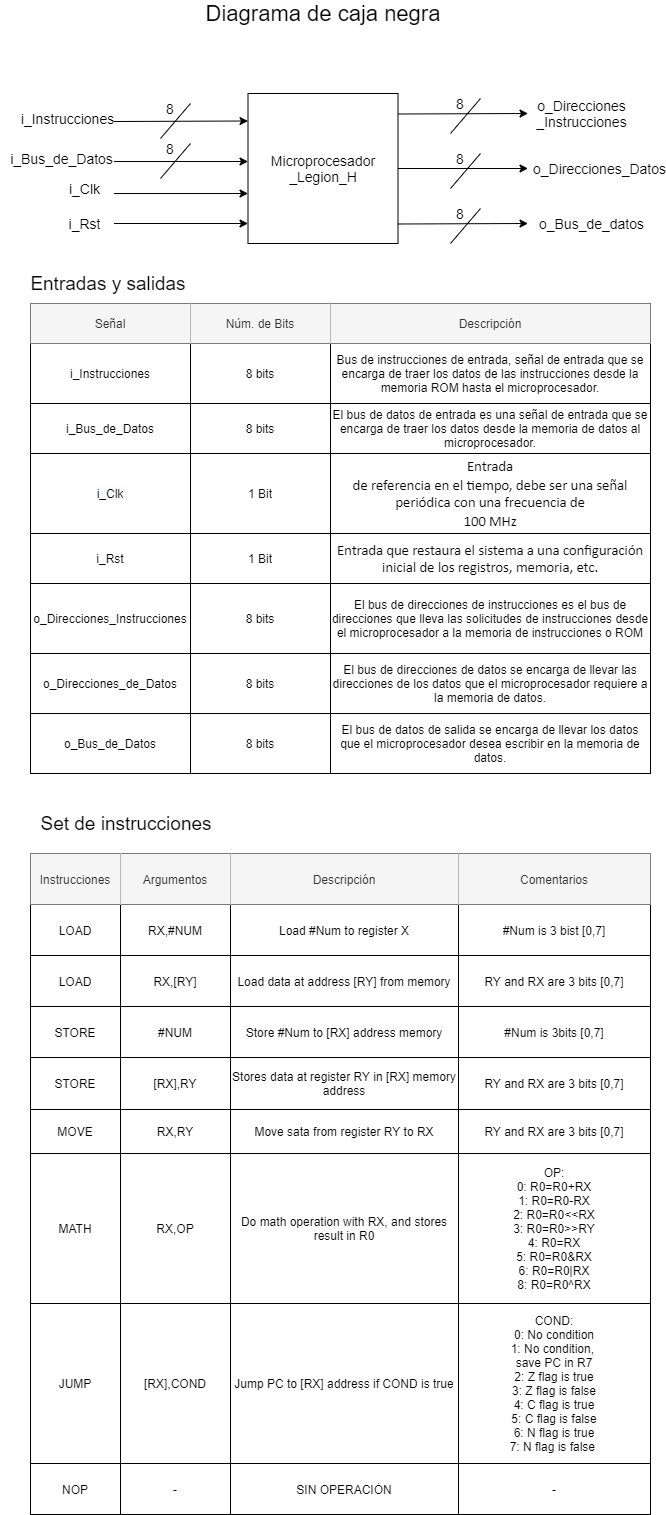 Diagrama de caja negra
i_Instrucciones
8
i_Bus_de_Datos
8
i_Clk
i_Rst
Microprocesador
_Legion_H
8
o_Direcciones
_Instrucciones
8
o_Direcciones_Datos
8
o_Bus_de_datos
Entradas y salidas
Señal
Núm. de Bits
Descripción
i_Instrucciones
8 bits
Bus de instrucciones de entrada, señal de entrada que se
encarga de traer los datos de las instrucciones desde la
memoria ROM hasta el microprocesador.
i_Bus_de_Datos
8 bits
El bus de datos de entrada es una señal de entrada que se
encarga de traer los datos desde la memoria de datos al
microprocesador.
i_Clk
1 Bit
Entrada
de referencia en el tiempo, debe ser una señal
periódica con una frecuencia de
100 MHz
i_Rst
1 Bit
Entrada que restaura el sistema a una configuración
inicial de los registros, memoria, etc.
o_Direcciones_Instrucciones
8 bits
El bus de direcciones de instrucciones es el bus de
direcciones que lleva las solicitudes de instrucciones desde
el microprocesador a la memoria de instrucciones o ROM
o_Direcciones_de_Datos
8 bits
El bus de direcciones de datos se encarga de llevar las
direcciones de los datos que el microprocesador requiere a
la memoria de datos.
o_Bus_de_Datos
8 bits
El bus de datos de salida se encarga de llevar los datos
que el microprocesador desea escribir en la memoria de
datos.
Set de instrucciones
Instrucciones
Argumentos
Descripción
Comentarios
LOAD
RX,#NUM
Load #Num to register X
#Num is 3 bist [0,7]
LOAD
RX,[RY]
Load data at address [RY] from memory
RY and RX are 3 bits [0,7]
STORE
#NUM
Store #Num to [RX] address memory
#Num is 3bits [0,7]
STORE
[RX],RY
Stores data at register RY in [RX] memory
address
RY and RX are 3 bits [0,7]
MOVE
RX,RY
Move sata from register RY to RX
RY and RX are 3 bits [0,7]
MATH
RX,OP
Do math operation with RX, and stores
result in R0
OP:
0: R0=R0+RX
1: R0=R0-RX
2: R0=R0<<RX
3: R0=R0>>RY
4: R0=RX
5: R0=R0&RX
6: R0=R0|RX
8: R0=R0^RX
JUMP
[RX],COND
Jump PC to [RX] address if COND is true
COND:
0: No condition
1: No condition,
save PC in R7
2: Z flag is true
3: Z flag is false
4: C flag is true
5: C flag is false
6: N flag is true
7: N flag is false
NOP
-
SIN OPERACIÓN
-